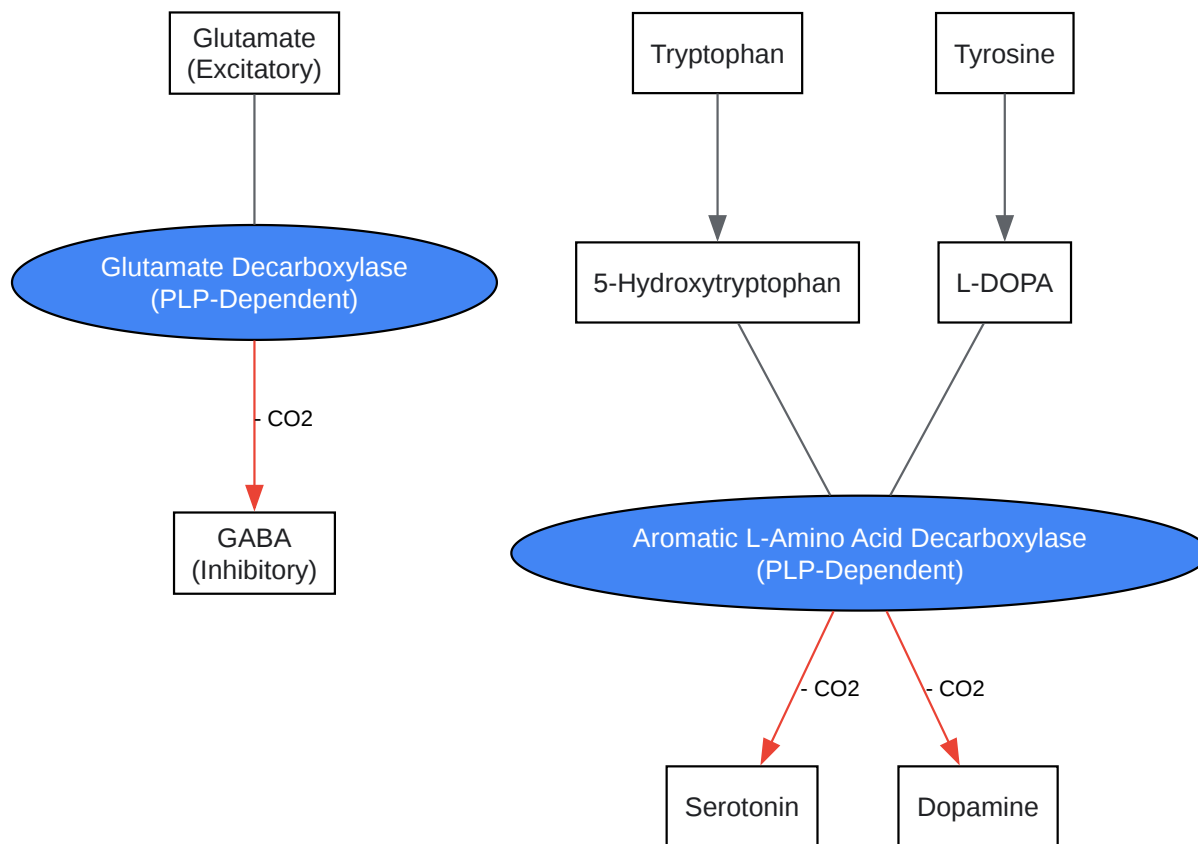 Glutamate
(Excitatory)
Tryptophan
Tyrosine
Glutamate Decarboxylase
(PLP-Dependent)
5-Hydroxytryptophan
L-DOPA
- CO2
GABA
(Inhibitory)
Aromatic L-Amino Acid Decarboxylase
(PLP-Dependent)
- CO2
- CO2
Serotonin
Dopamine